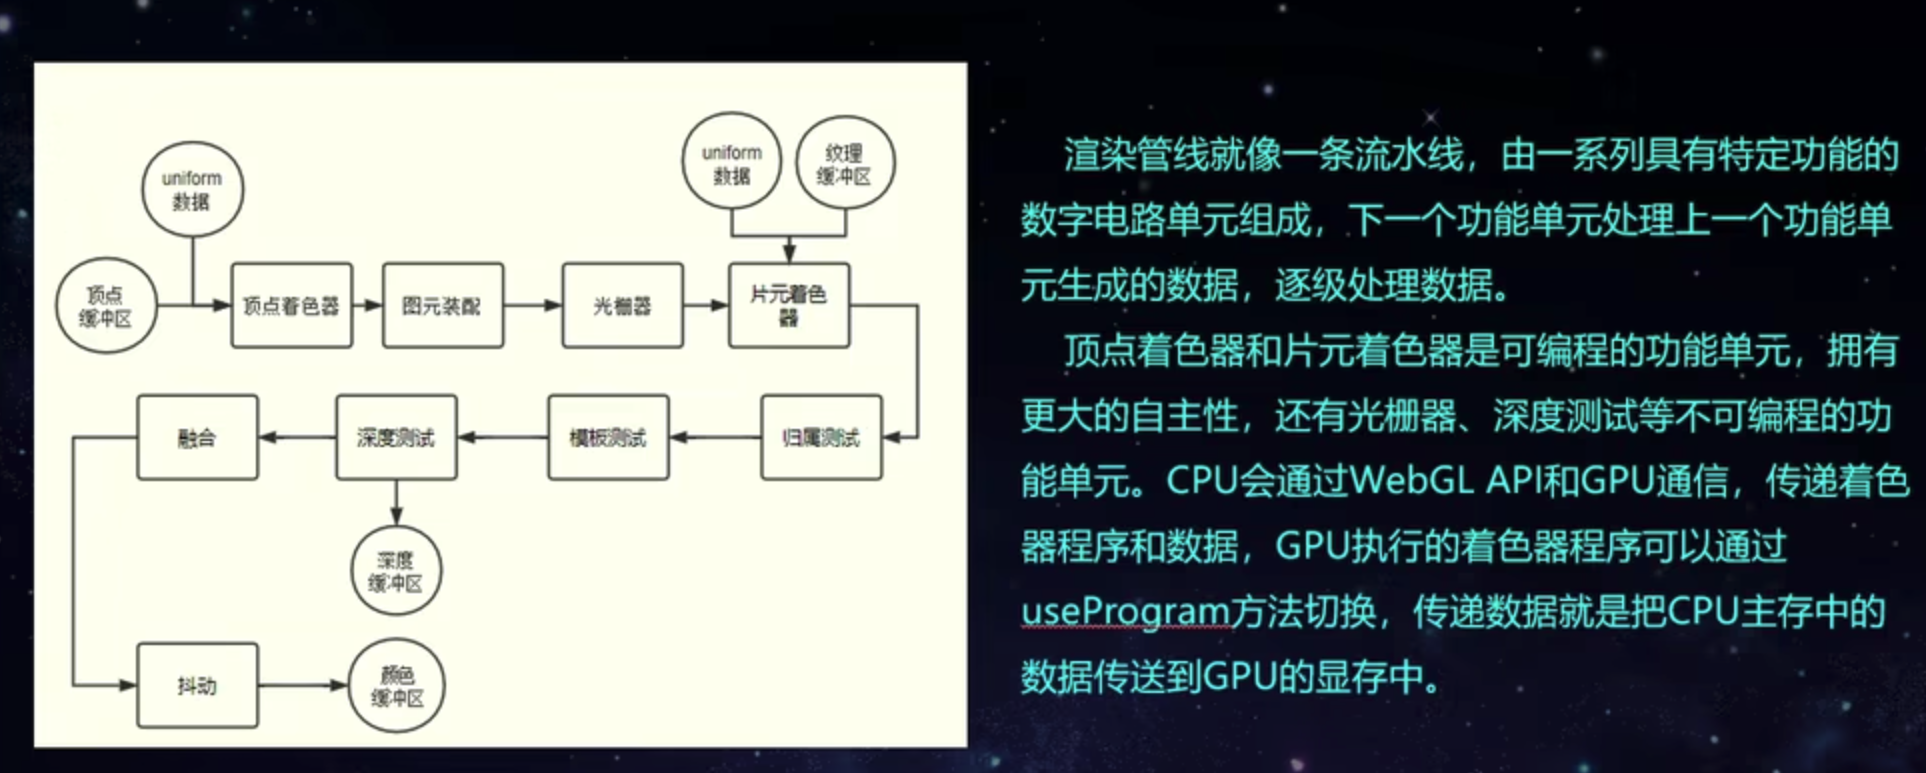 uniform
数据
uniform
数据
纹理
缓冲区
顶点
缓冲区
顶点着色器
图元装配
光栅器
片元着色
器
融合
深度测试
模板测试
归属测试
深度
缓冲区
抖动
颜色
缓冲区
渲染管线就像一条流水线，由一系列具有特定功能的
数字电路单元组成，下一个功能单元处理上一个功能单
元生成的数据，逐级处理数据。
顶点着色器和片元着色器是可编程的功能单元，拥有
更大的自主性，还有光栅器、深度测试等不可编程的功
能单元。CPU会通过WebGL API和GPU通信，传递着色
器程序和数据，GPU执行的着色器程序可以通过
useProgram方法切换，传递数据就是把CPU主存中的
数据传送到GPU的显存中。